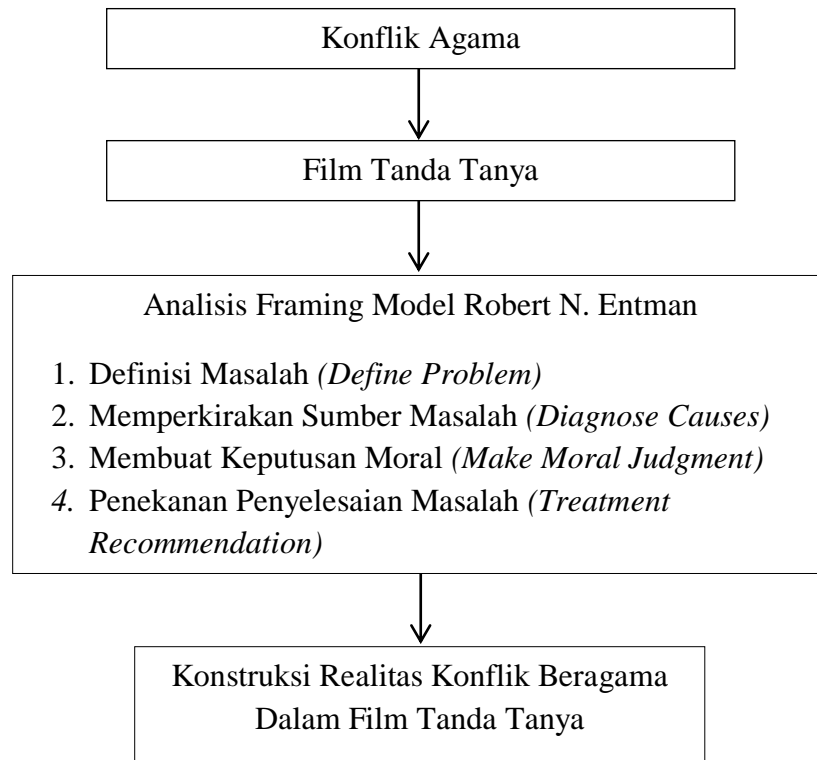 Konflik Agama
Film Tanda Tanya
Analisis Framing Model Robert N. Entman
1. Definisi Masalah (Define Problem)
2. Memperkirakan Sumber Masalah (Diagnose Causes)
3. Membuat Keputusan Moral (Make Moral Judgment)
4. Penekanan Penyelesaian Masalah (Treatment
Recommendation)
Konstruksi Realitas Konflik Beragama
Dalam Film Tanda Tanya